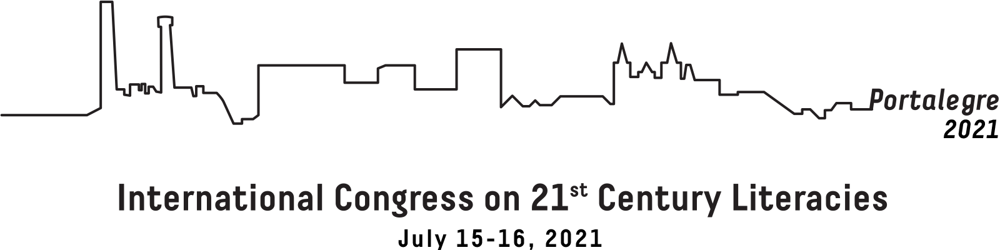 Portalegre
2021
International Congress on 21st Century Literacies
July 15-16, 2021